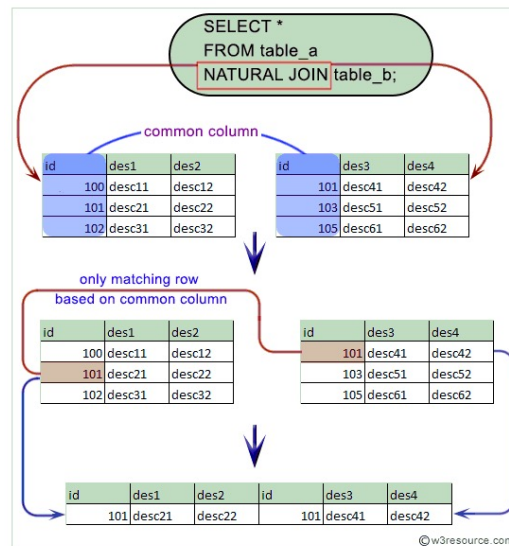 SELECT *
FROM table_a
NATURAL JOIN table_b;
common column
id des1 des2
100 desc11 desc12
101 desc21 desc22
102 desc31 desc32
id des3 des4
101 desc41 desc42
103 desc51 desc52
105 desc61 desc62
only matching row
based on common column
id des1 des2
100 desc11 desc12
101 desc21 desc22
102 desc31 desc32
id des3 des4
101 desc41 desc42
103 desc51 desc52
105 desc61 desc62
id des1 des2 id des3 des4
101 desc21 desc22 101 desc41 desc42
©w3resource.com